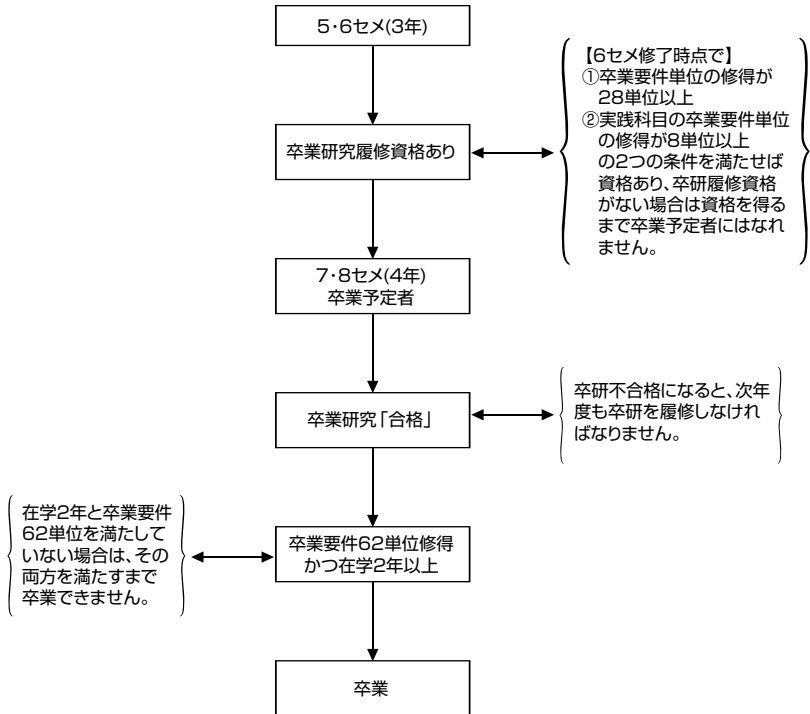 5・6セメ(3年)
【6セメ修了時点で】
①卒業要件単位の修得が
28単位以上
②実践科目の卒業要件単位
の修得が8単位以上
の2つの条件を満たせば
資格あり、卒研履修資格
がない場合は資格を得る
まで卒業予定者にはなれ
ません。
卒業研究履修資格あり
7・8セメ(4年)
卒業予定者
卒業研究「合格」
卒研不合格になると、次年
度も卒研を履修しなけれ
ばなりません。
在学2年と卒業要件
62単位を満たして
いない場合は、その
両方を満たすまで
卒業できません。
卒業要件62単位修得
かつ在学2年以上
卒業